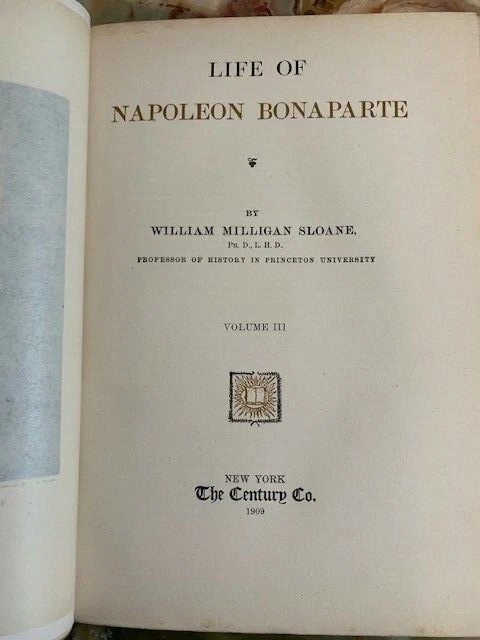 LIFE OF
NAPOLEON BONAPARTE
BY
WILLIAM MILLIGAN SLOANE,
PH. D., L. H. D.
PROFESSOR OF HISTORY IN PRINCETON UNIVERSITY
VOLUME III
NEW YORK
The Century Co.
1909